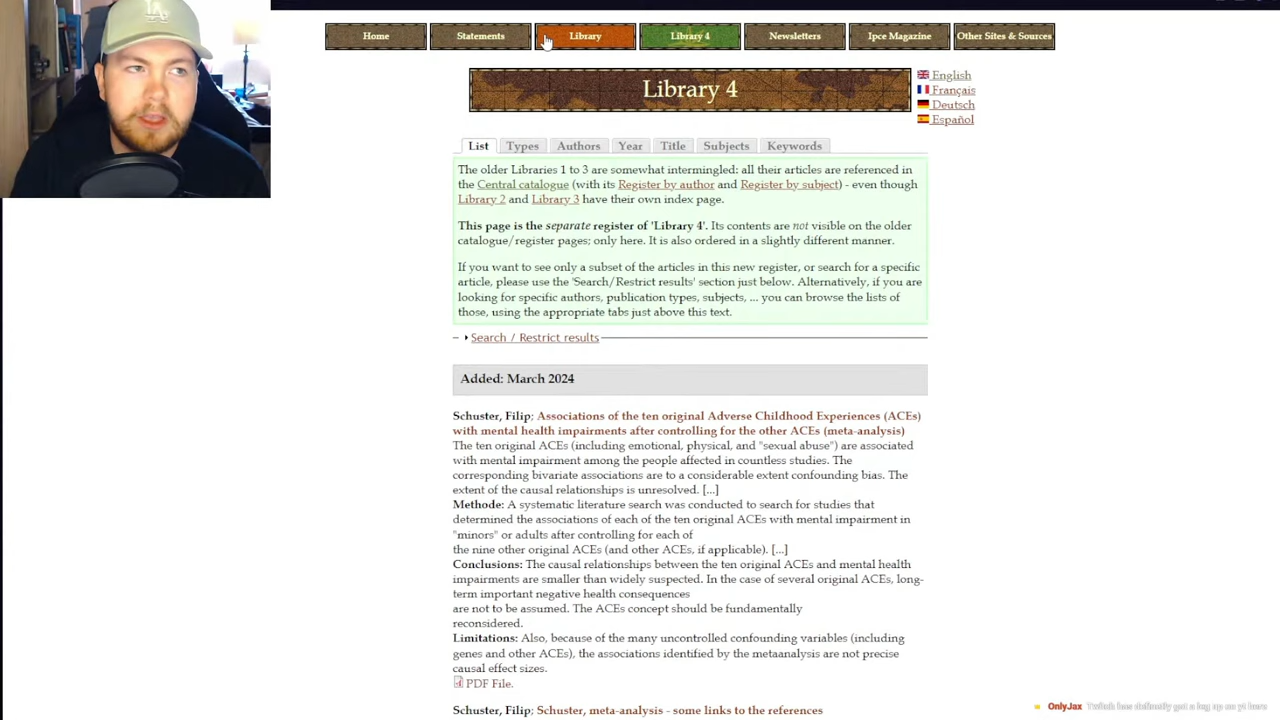 Home Statements Library Library 4 Newsletters Ipce Magazine Other Sites & Sources
Library 4
English
Français
Deutsch
Español
List Types Authors Year Title Subjects Keywords
The older Libraries 1 to 3 are somewhat intermingled: all their articles are referenced in
the Central catalogue (with its Register by author and Register by subject) - even though
Library 2 and Library 3 have their own index page.
This page is the separate register of 'Library 4'. Its contents are not visible on the older
catalogue/register pages; only here. It is also ordered in a slightly different manner.
If you want to see only a subset of the articles in this new register, or search for a specific
article, please use the 'Search/Restrict results' section just below. Alternatively, if you are
looking for specific authors, publication types, subjects, ... you can browse the lists of
those, using the appropriate tabs just above this text.
Search / Restrict results
Added: March 2024
Schuster, Filip; Associations of the ten original Adverse Childhood Experiences (ACEs)
with mental health impairments after controlling for the other ACEs (meta-analysis)
The ten original ACEs (including emotional, physical, and "sexual abuse") are associated
with mental impairment among the people affected in countless studies. The
corresponding bivariate associations are to a considerable extent confounding bias. The
extent of the causal relationships is unresolved. [...]
Methode: A systematic literature search was conducted to search for studies that
determined the associations of each of the ten original ACEs with mental impairment in
"minors" or adults after controlling for each of
the nine other original ACEs (and other ACEs, if applicable). [...]
Conclusions: The causal relationships between the ten original ACEs and mental health
impairments are smaller than widely suspected. In the case of several original ACEs, long-
term important negative health consequences
are not to be assumed. The ACEs concept should be fundamentally
reconsidered.
Limitations: Also, because of the many uncontrolled confounding variables (including
genes and other ACEs), the associations identified by the metaanalysis are not precise
causal effect sizes.
PDF File.
Schuster, Filip; Schuster, meta-analysis - some links to the references
OnlyJax Twitch has definitely got a leg up on yt here
LA